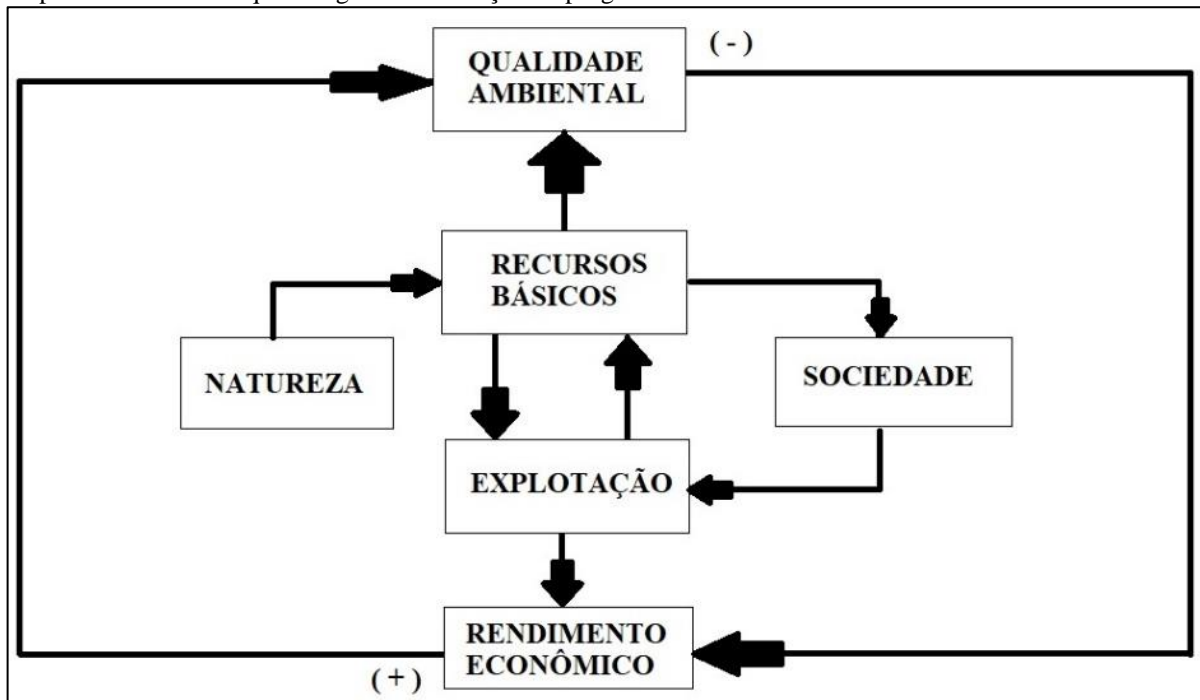 QUALIDADE
AMBIENTAL
( - )
RECURSOS
BÁSICOS
NATUREZA
SOCIEDADE
EXPLOTAÇÃO
RENDIMENTO
ECONÔMICO
( + )